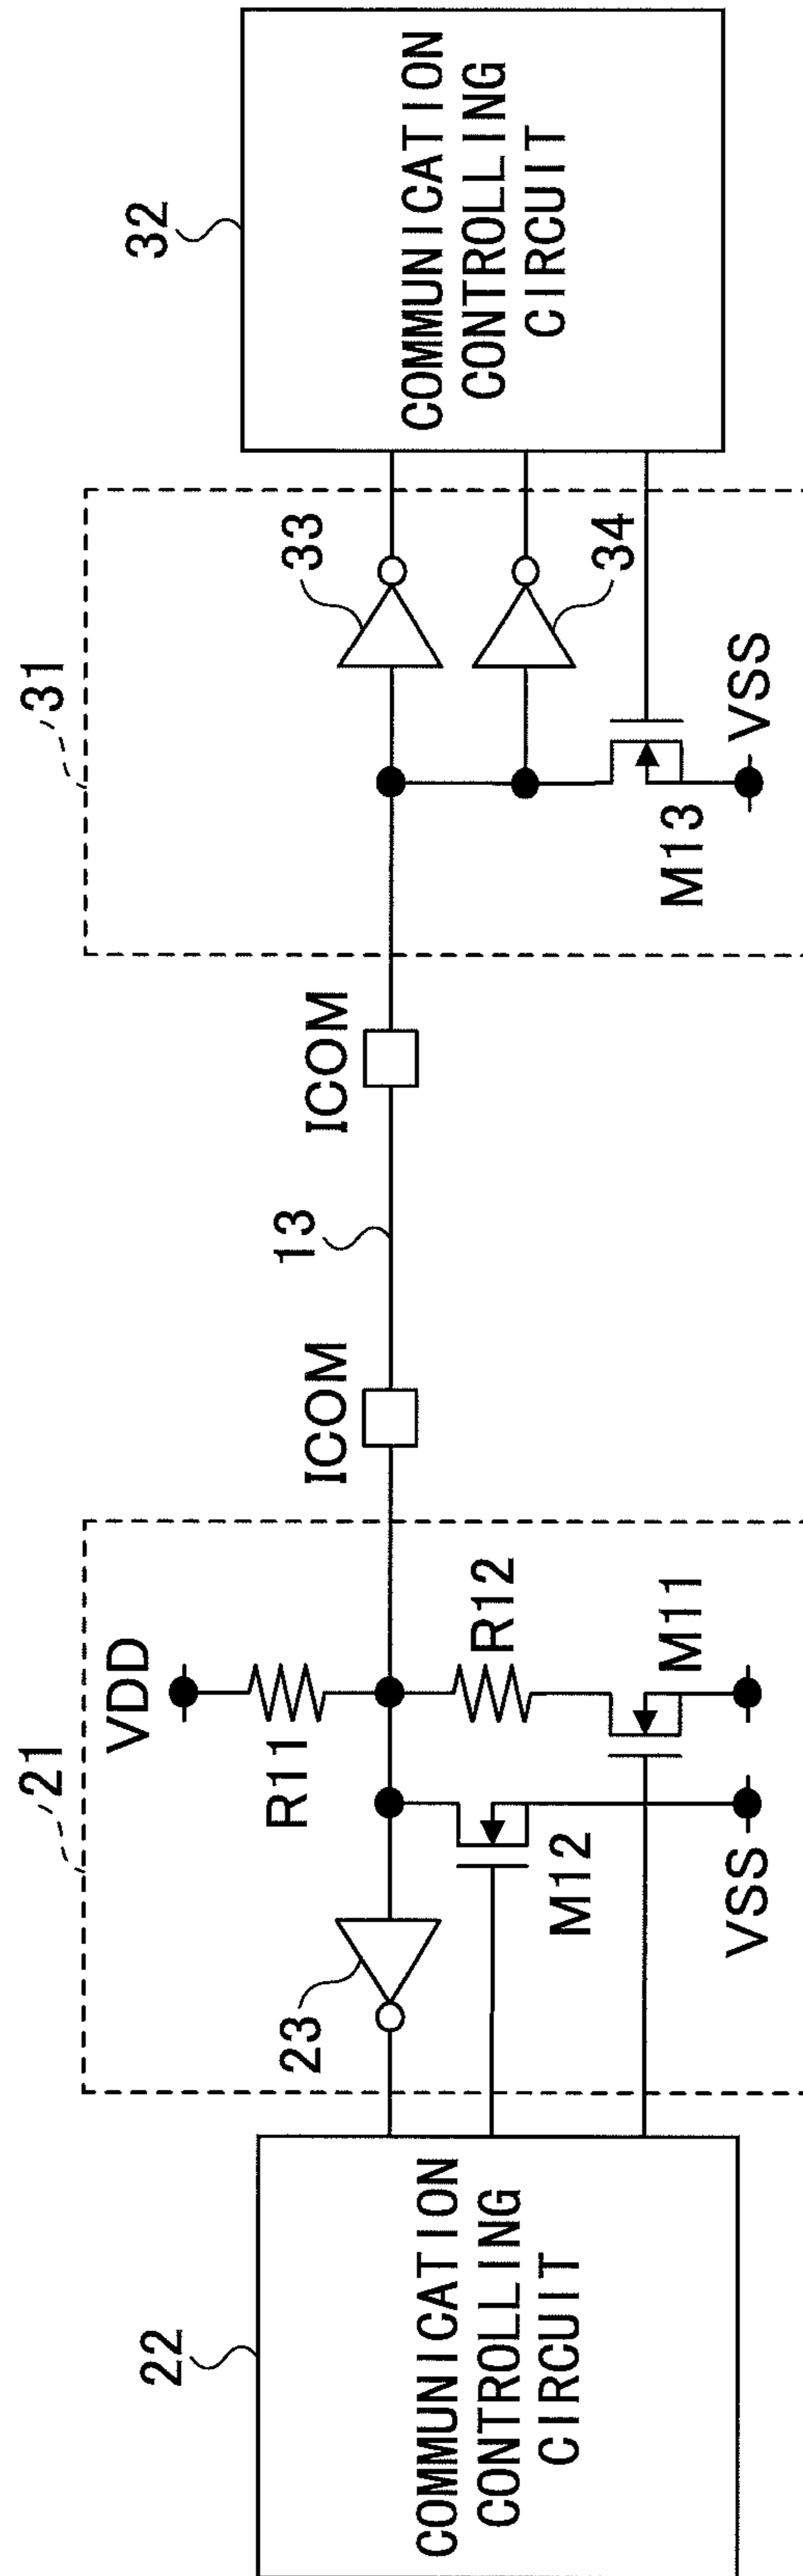 21
31
22
COMMUNICATION
CONTROLLING
CIRCUIT
23
VDD
R11
R12
M12
M11
VSS
ICOM
13
ICOM
33
34
M13
VSS
32
COMMUNICATION
CONTROLLING
CIRCUIT